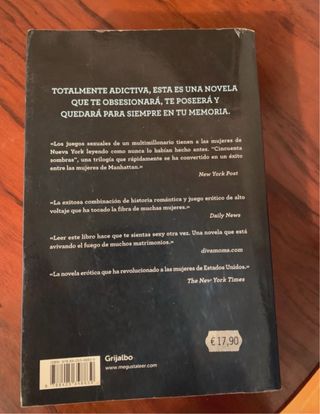 TOTALMENTE ADICTIVA, ESTA ES UNA NOVELA
QUE TE OBSESIONARÁ, TE POSEERÁ Y
QUEDARÁ PARA SIEMPRE EN TU MEMORIA.
«Los juegos sexuales de un multimillonario tienen a las mujeres de
Nueva York leyendo como nunca lo habían hecho antes. "Cincuenta
sombras", una trilogía que rápidamente se ha convertido en un éxito
entre las mujeres de Manhattan.»
New York Post
«La exitosa combinación de historia romántica y juego erótico de alto
voltaje que ha tocado la fibra de muchas mujeres.»
Daily News
«Leer este libro hace que te sientas sexy otra vez. Una novela que está
avivando el fuego de muchos matrimonios.»
divamoms.com
«La novela erótica que ha revolucionado a las mujeres de Estados Unidos.»
The New York Times
€ 17,90
Grijalbo
www.megustaleer.com